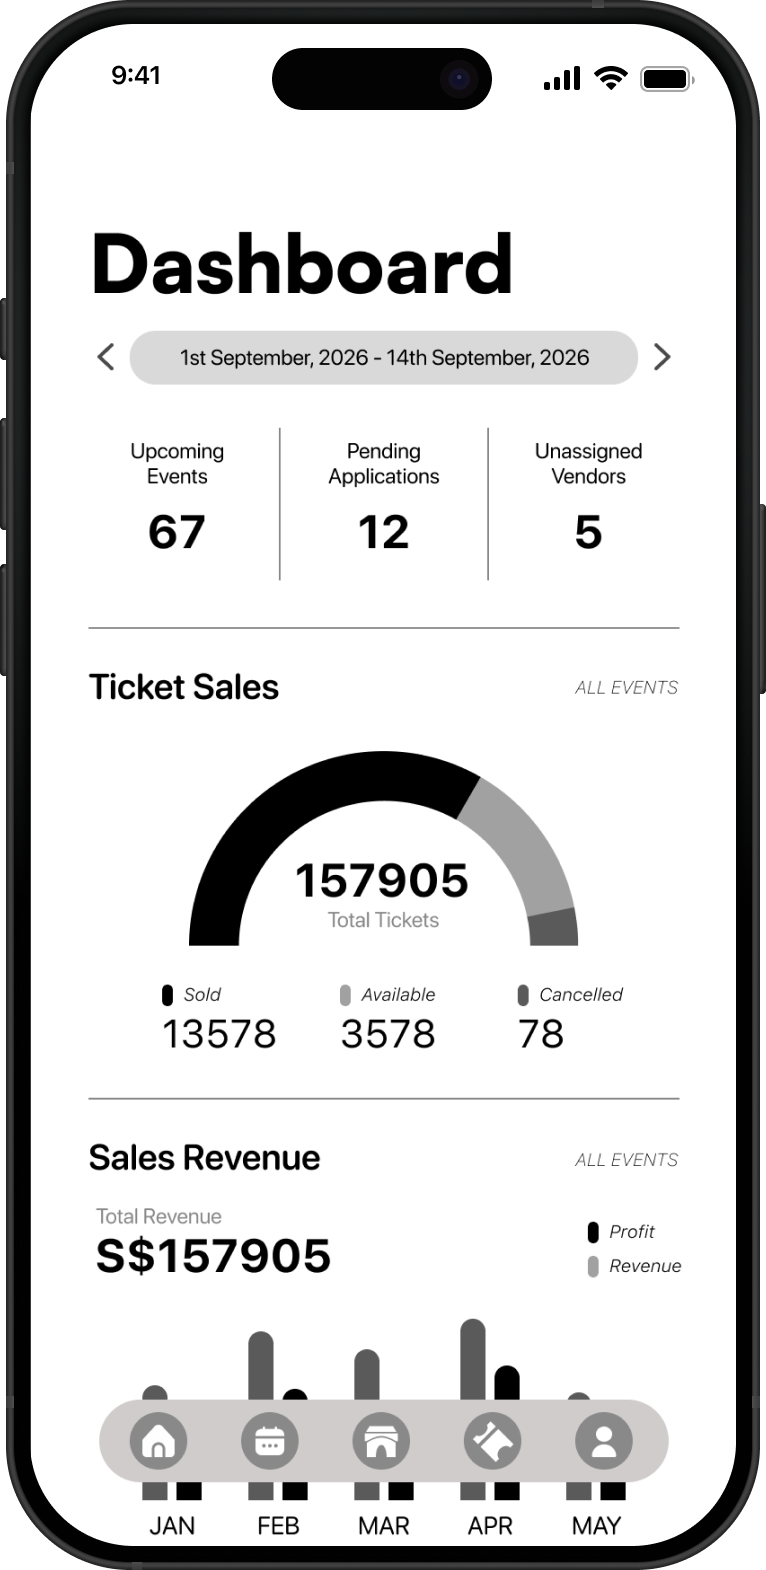 9:41
Dashboard
1st September, 2026 - 14th September, 2026
Upcoming
Events
67
Pending
Applications
12
Unassigned
Vendors
5
Ticket Sales
ALL EVENTS
157905
Total Tickets
Sold
13578
Available
3578
Cancelled
78
Sales Revenue
ALL EVENTS
Total Revenue
S$157905
Profit
Revenue
JAN FEB MAR APR MAY